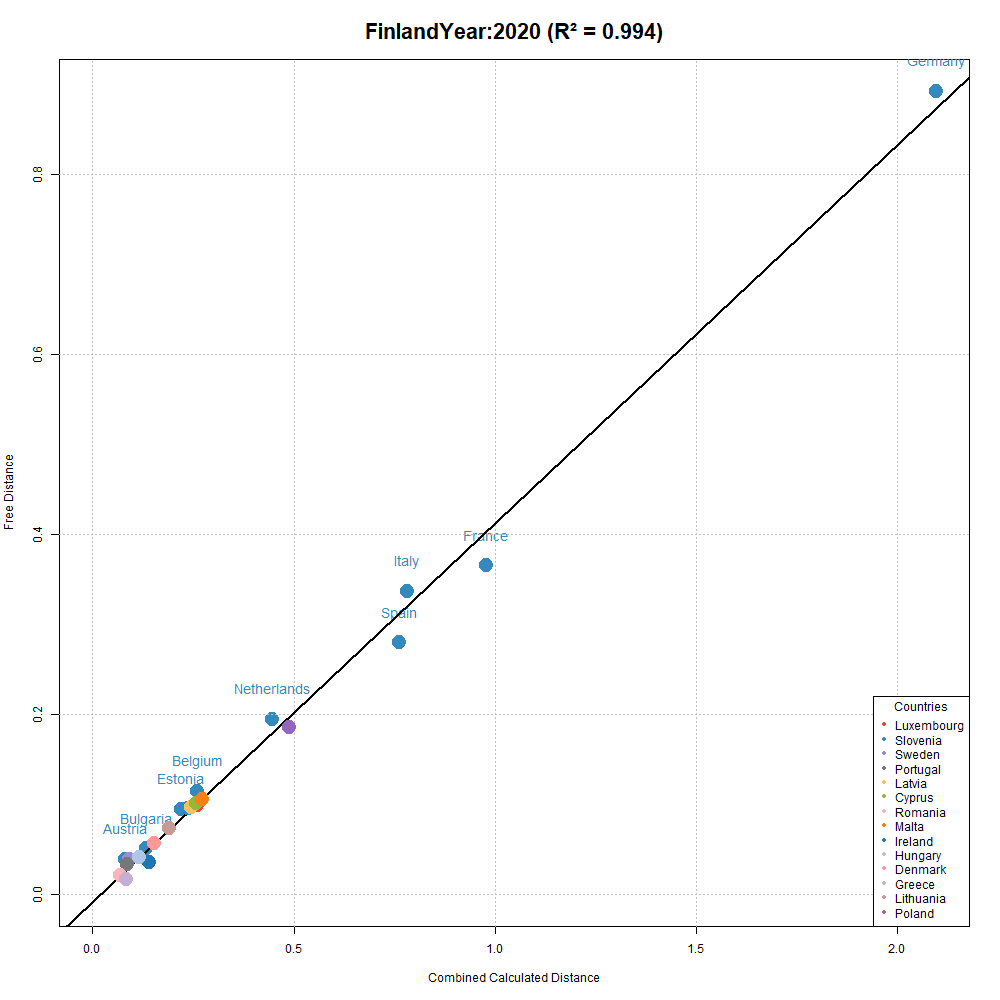 FinlandYear:2020 (R² = 0.994)
Germany
France
Italy
Spain
Netherlands
Belgium
Estonia
Bulgaria
Austria
Free Distance
0.8
0.6
0.4
0.2
0.0
0.0
0.5
1.0
1.5
2.0
Combined Calculated Distance
Countries
Luxembourg
Slovenia
Sweden
Portugal
Latvia
Cyprus
Romania
Malta
Ireland
Hungary
Denmark
Greece
Lithuania
Poland